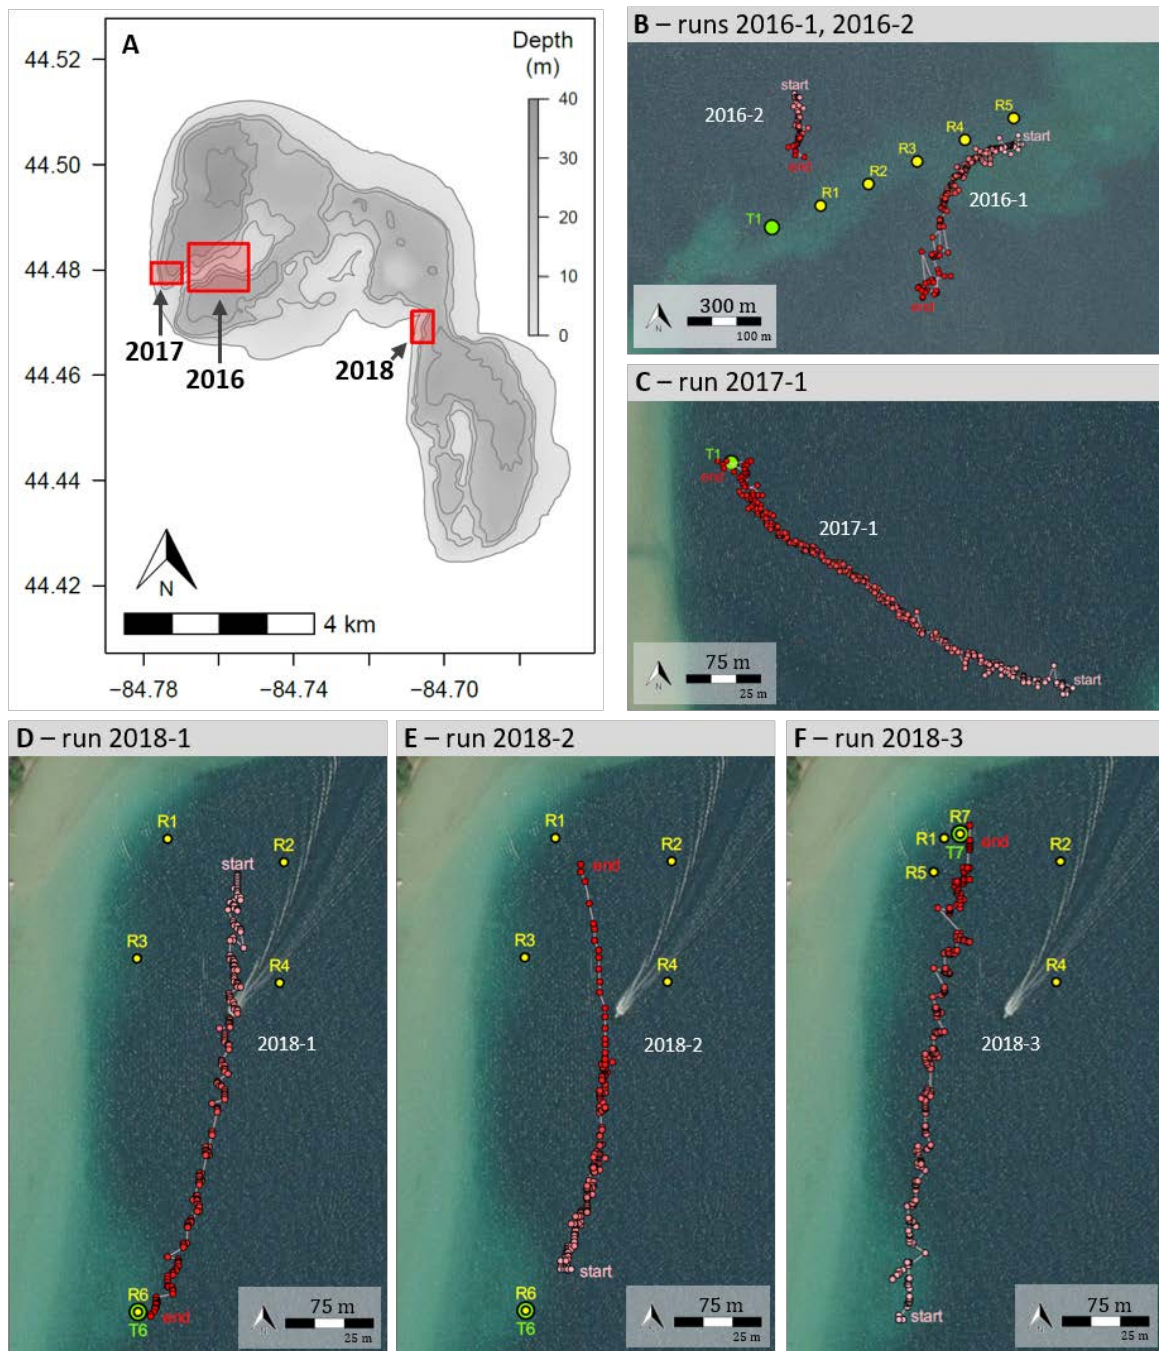 A
Depth
(m)
40
30
20
10
0
44.52
44.50
44.48
44.46
44.44
44.42
2017
2016
2018
N
4 km
−84.78
−84.74
−84.70
B – runs 2016-1, 2016-2
start
2016-2
end
R5
R4
start
R3
R2
R1
T1
2016-1
end
N
300 m
100 m
C – run 2017-1
T1
end
2017-1
start
N
75 m
25 m
D – run 2018-1
R1
R2
start
R3
R4
2018-1
R6
T6
end
N
75 m
25 m
E – run 2018-2
R1
R2
end
R3
R4
2018-2
start
R6
T6
N
75 m
25 m
F – run 2018-3
R7
R1
T7
end
R2
R5
R4
2018-3
start
N
75 m
25 m